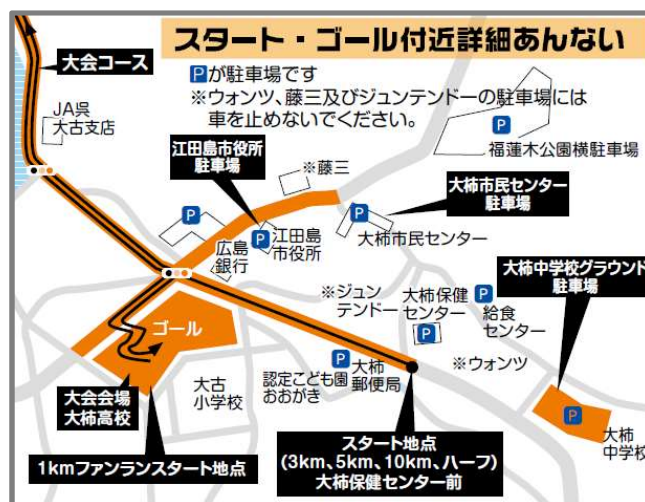 スタート・ゴール付近詳細あんない
大会コース
Pが駐車場です
※ウォンツ、藤三及びジュンテンドーの駐車場には
車を止めないでください。
JA呉
大古支店
江田島市役所
駐車場
※藤三
P
福蓮木公園横駐車場
大柿市民センター
駐車場
P
P
P
江田島
市役所
大柿市民センター
広島
銀行
大柿中学校グラウンド
駐車場
※ジュン
テンドー
大柿保健
センター
P
P
給食
センター
ゴール
※ウォンツ
P
大柿
郵便局
認定こども園
おおがき
大会会場
大柿高校
大古
小学校
P
大柿
中学校
1kmファンランスタート地点
スタート地点
(3km、5km、10km、ハーフ)
大柿保健センター前